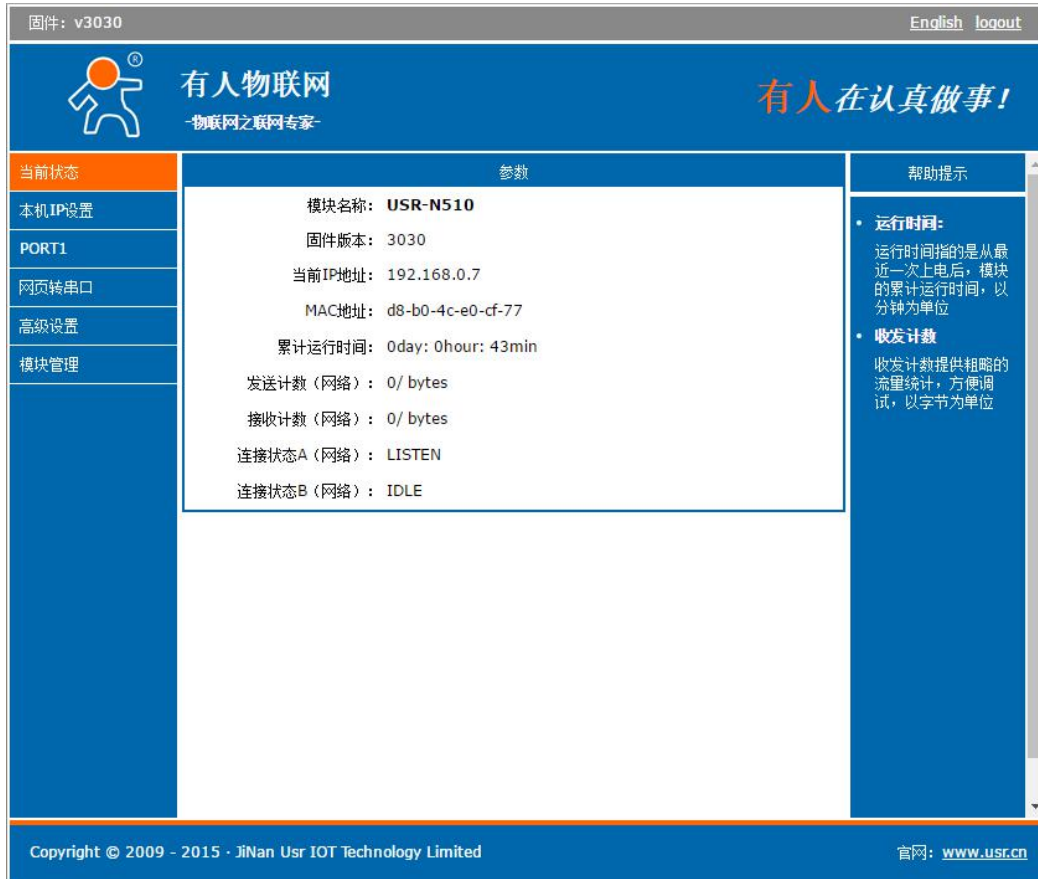 固件: v3030
English logout
®
有人物联网
-物联网之联网专家-
有人在认真做事!
当前状态
本机IP设置
PORT1
网页转串口
高级设置
模块管理
参数
模块名称: USR-N510
固件版本: 3030
当前IP地址: 192.168.0.7
MAC地址: d8-b0-4c-e0-cf-77
累计运行时间: 0day: 0hour: 43min
发送计数(网络): 0/ bytes
接收计数(网络): 0/ bytes
连接状态A(网络): LISTEN
连接状态B(网络): IDLE
帮助提示
• 运行时间:
运行时间指的是从最
近一次上电后，模块
的累计运行时间，以
分钟为单位
• 收发计数
收发计数提供粗略的
流量统计，方便调
试，以字节为单位
Copyright © 2009 - 2015 · JiNan Usr IOT Technology Limited
官网: www.usr.cn